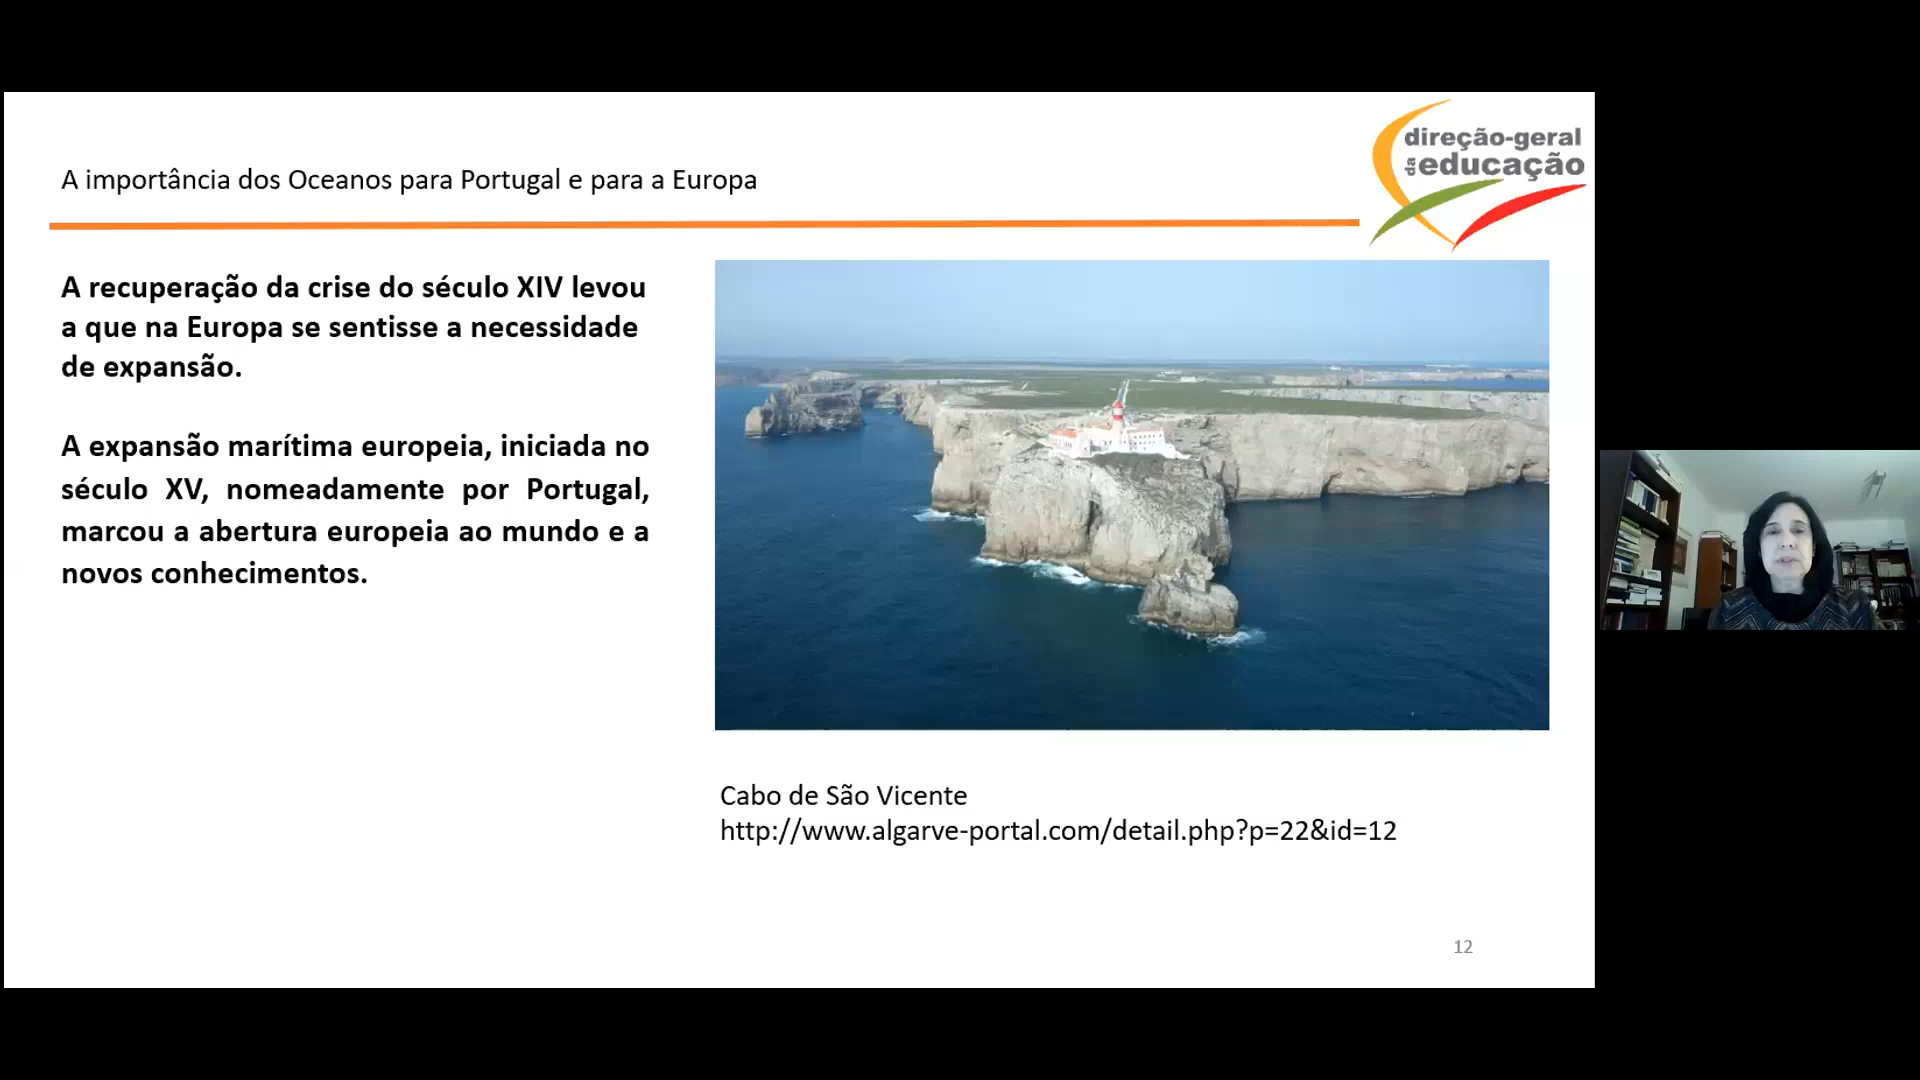 direção-geral
da educação
A importância dos Oceanos para Portugal e para a Europa
A recuperação da crise do século XIV levou
a que na Europa se sentisse a necessidade
de expansão.
A expansão marítima europeia, iniciada no
século XV, nomeadamente por Portugal,
marcou a abertura europeia ao mundo e a
novos conhecimentos.
Cabo de São Vicente
http://www.algarve-portal.com/detail.php?p=22&id=12
12